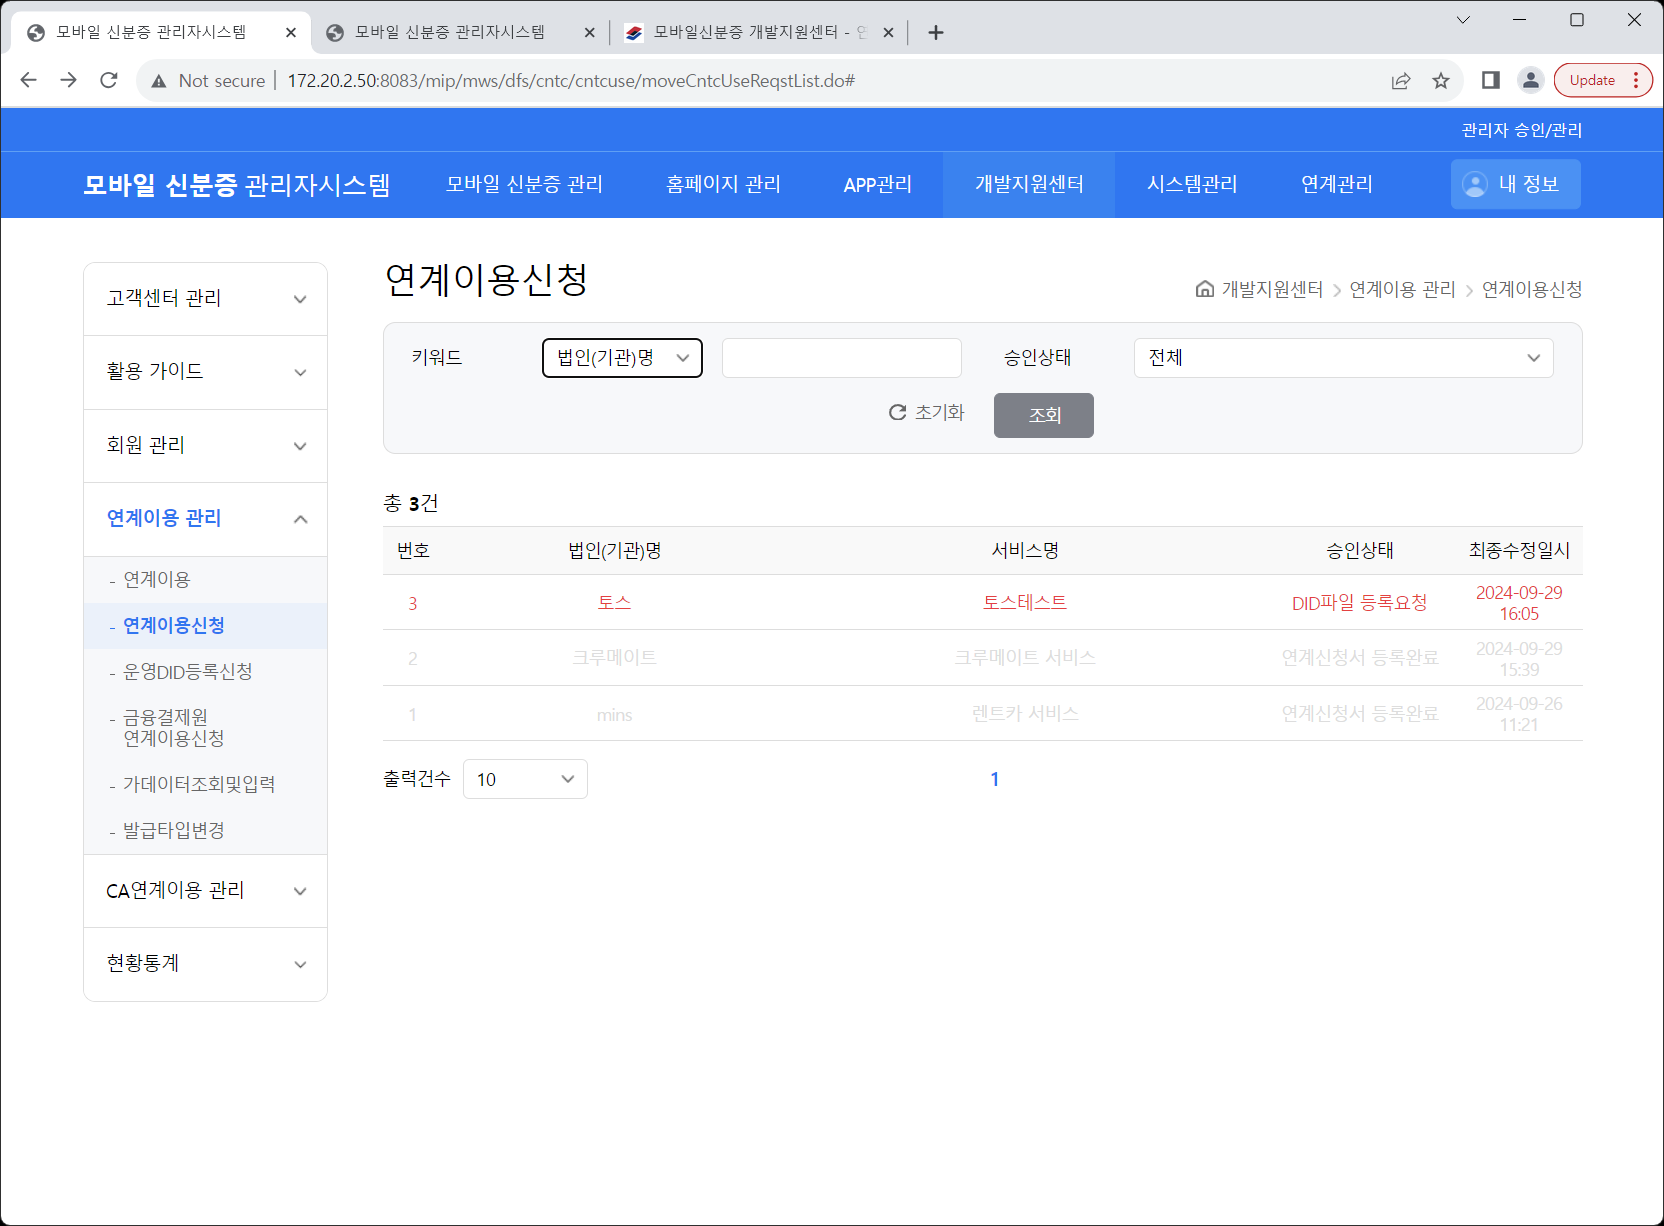 모바일 신분증 관리자시스템
모바일 신분증 관리자시스템
모바일신분증 개발지원센터 -
Not secure
172.20.2.50:8083/mip/mws/dfs/cntc/cntcuse/moveCntcUseReqstList.do#
Update
관리자 승인/관리
모바일 신분증 관리자시스템
모바일 신분증 관리
홈페이지 관리
APP관리
개발지원센터
시스템관리
연계관리
내 정보
고객센터 관리
활용 가이드
회원 관리
연계이용 관리
- 연계이용
- 연계이용신청
- 운영DID등록신청
- 금융결제원
연계이용신청
- 가데이터조회및입력
- 발급타입변경
CA연계이용 관리
현황통계
연계이용신청
개발지원센터 > 연계이용 관리 > 연계이용신청
키워드 법인(기관)명 승인상태 전체
초기화 조회
총 3건
번호 법인(기관)명 서비스명 승인상태 최종수정일시
3 토스 토스테스트 DID파일 등록요청 2024-09-29
16:05
2 크루메이트 크루메이트 서비스 연계신청서 등록완료 2024-09-29
15:39
1 mins 렌트카 서비스 연계신청서 등록완료 2024-09-26
11:21
출력건수 10 1